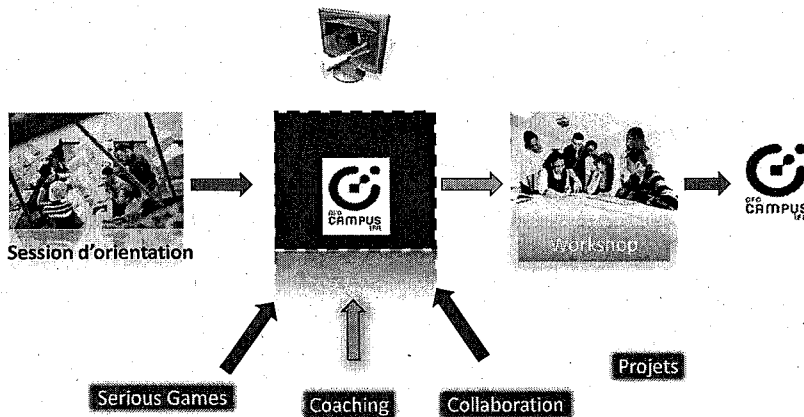 CAMPUS
Session d'orientation
Workshop
CAMPUS
Serious Games
Coaching
Collaboration
Projets